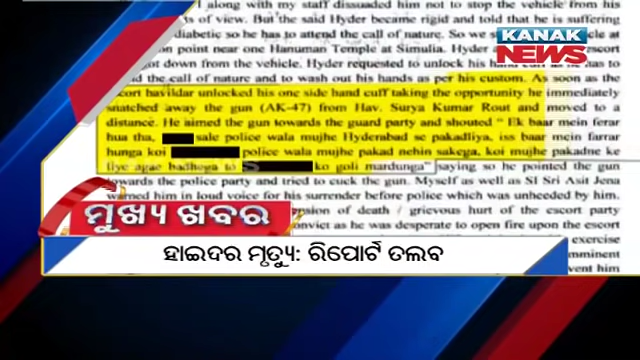 I along with my staff dissuaded him not to stop the vehicle from his
of view. But the said Hyder became rigid and told that he is suffering
diabetic so he has to attend the call of nature. So we
on point near one Hanuman Temple at Simulia. Hyder
got down from the vehicle. Hyder requested to unlock his hand
the call of nature and to wash out his hands as per his custom. As soon as the
havildar unlocked his one side hand cuff taking the opportunity he immediately
snatched away the gun (AK-47) from Hav. Surya Kumar Rout and moved to a
distance. He aimed the gun towards the guard party and shouted " Ek baar mein ferar
hua tha, sale police wala mujhe Hyderabad se pakadliya, iss baar mein farrar
hunga koi police wala mujhe pakad nehin sakega, koi mujhe pakadne ke
liye agae badhega to ko goli mardunga" saying so he pointed the gun
towards the police party and tried to cuck the gun. Myself as well as SI Sri Asit Jena
warned him in loud voice for his surrender before police which was unheeded by him.
ension of death / grievous hurt of the escort party
onvict as he was desperate to open fire upon the escort
exercise
imminent
vent him
KANAK
NEWS
ମୁଖ୍ୟ ଖବର
ହାଇଦର ମୃତ୍ୟୁ: ରିପୋର୍ଟ ତଲବ